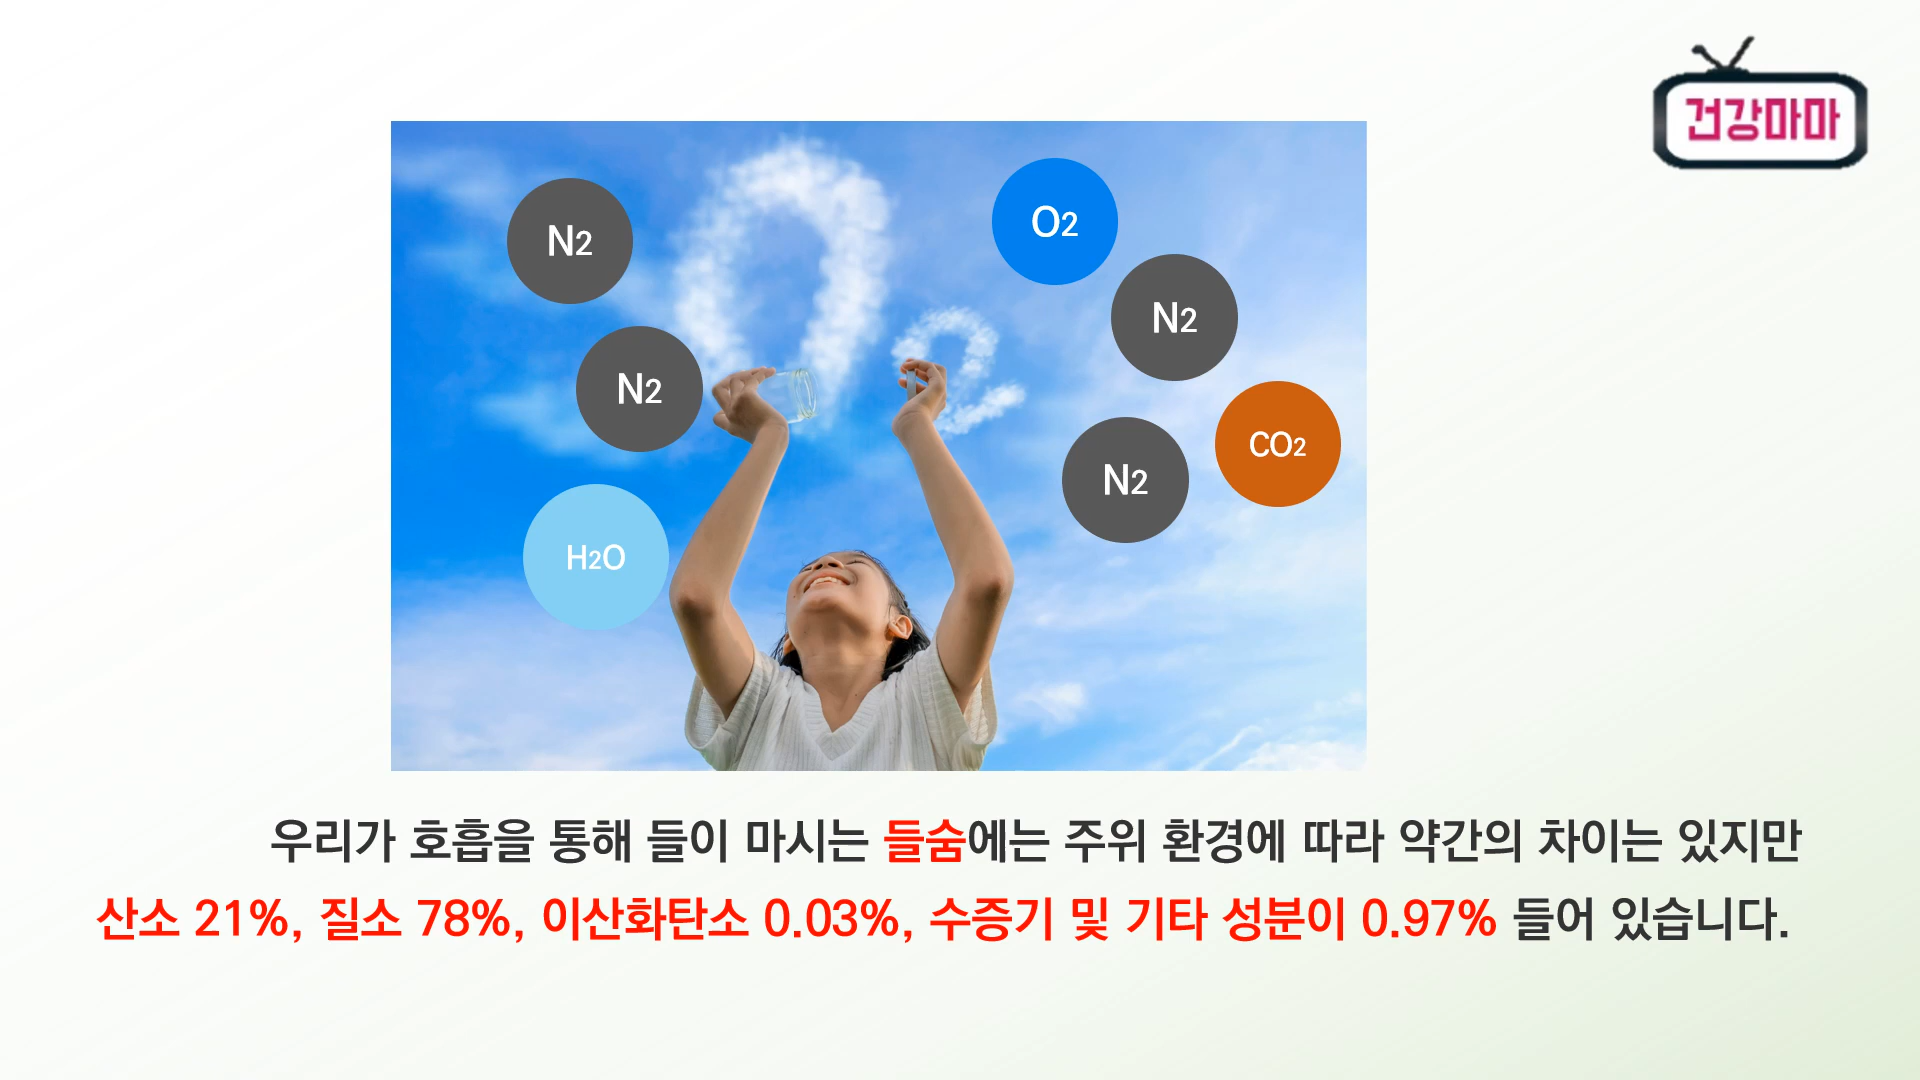 건강마마
O2
N2
O2
N2
N2
CO2
N2
H2O
우리가 호흡을 통해 들이 마시는 들숨에는 주위 환경에 따라 약간의 차이는 있지만
산소 21%, 질소 78%, 이산화탄소 0.03%, 수증기 및 기타 성분이 0.97% 들어 있습니다.